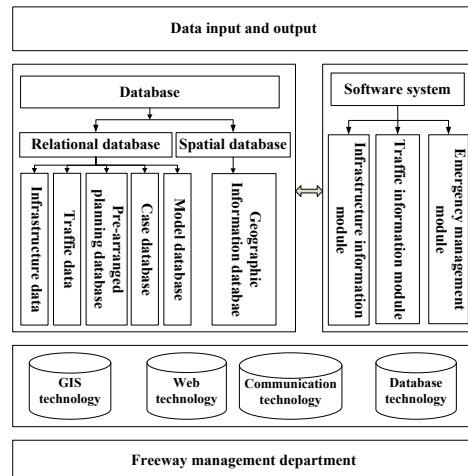 Data input and output
Database
Relational database
Spatial database
Infrastructure data
Traffic data
Pre-arranged
planning database
Case database
Model database
Geographic
Information databae
Software system
Infrastructure information
module
Traffic information module
Emergency management
module
GIS
technology
Web
technology
Communication
technology
Database
technology
Freeway management department